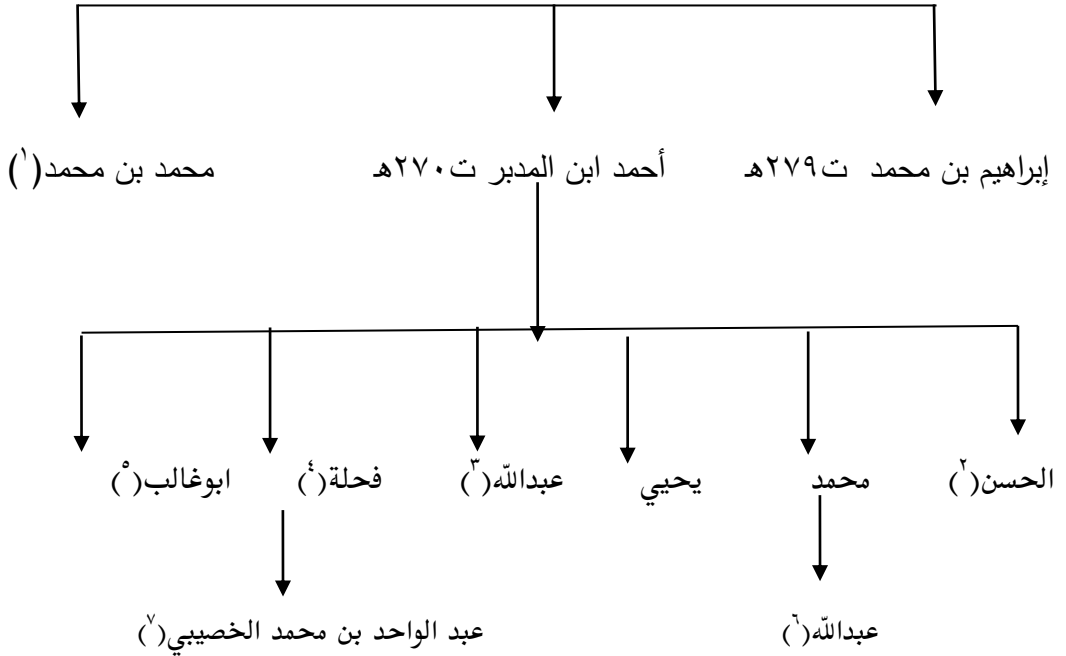 إبراهيم بن محمد ت٢٧٩هـ أحمد ابن المدبر ت٢٧٠هـ محمد بن محمد(١)
الحسن(٢) محمد يحيي عبدالله(٣) فحلة(٤) ابوغالب(٥)
عبدالله(٦) عبد الواحد بن محمد الخصيبي(٧)